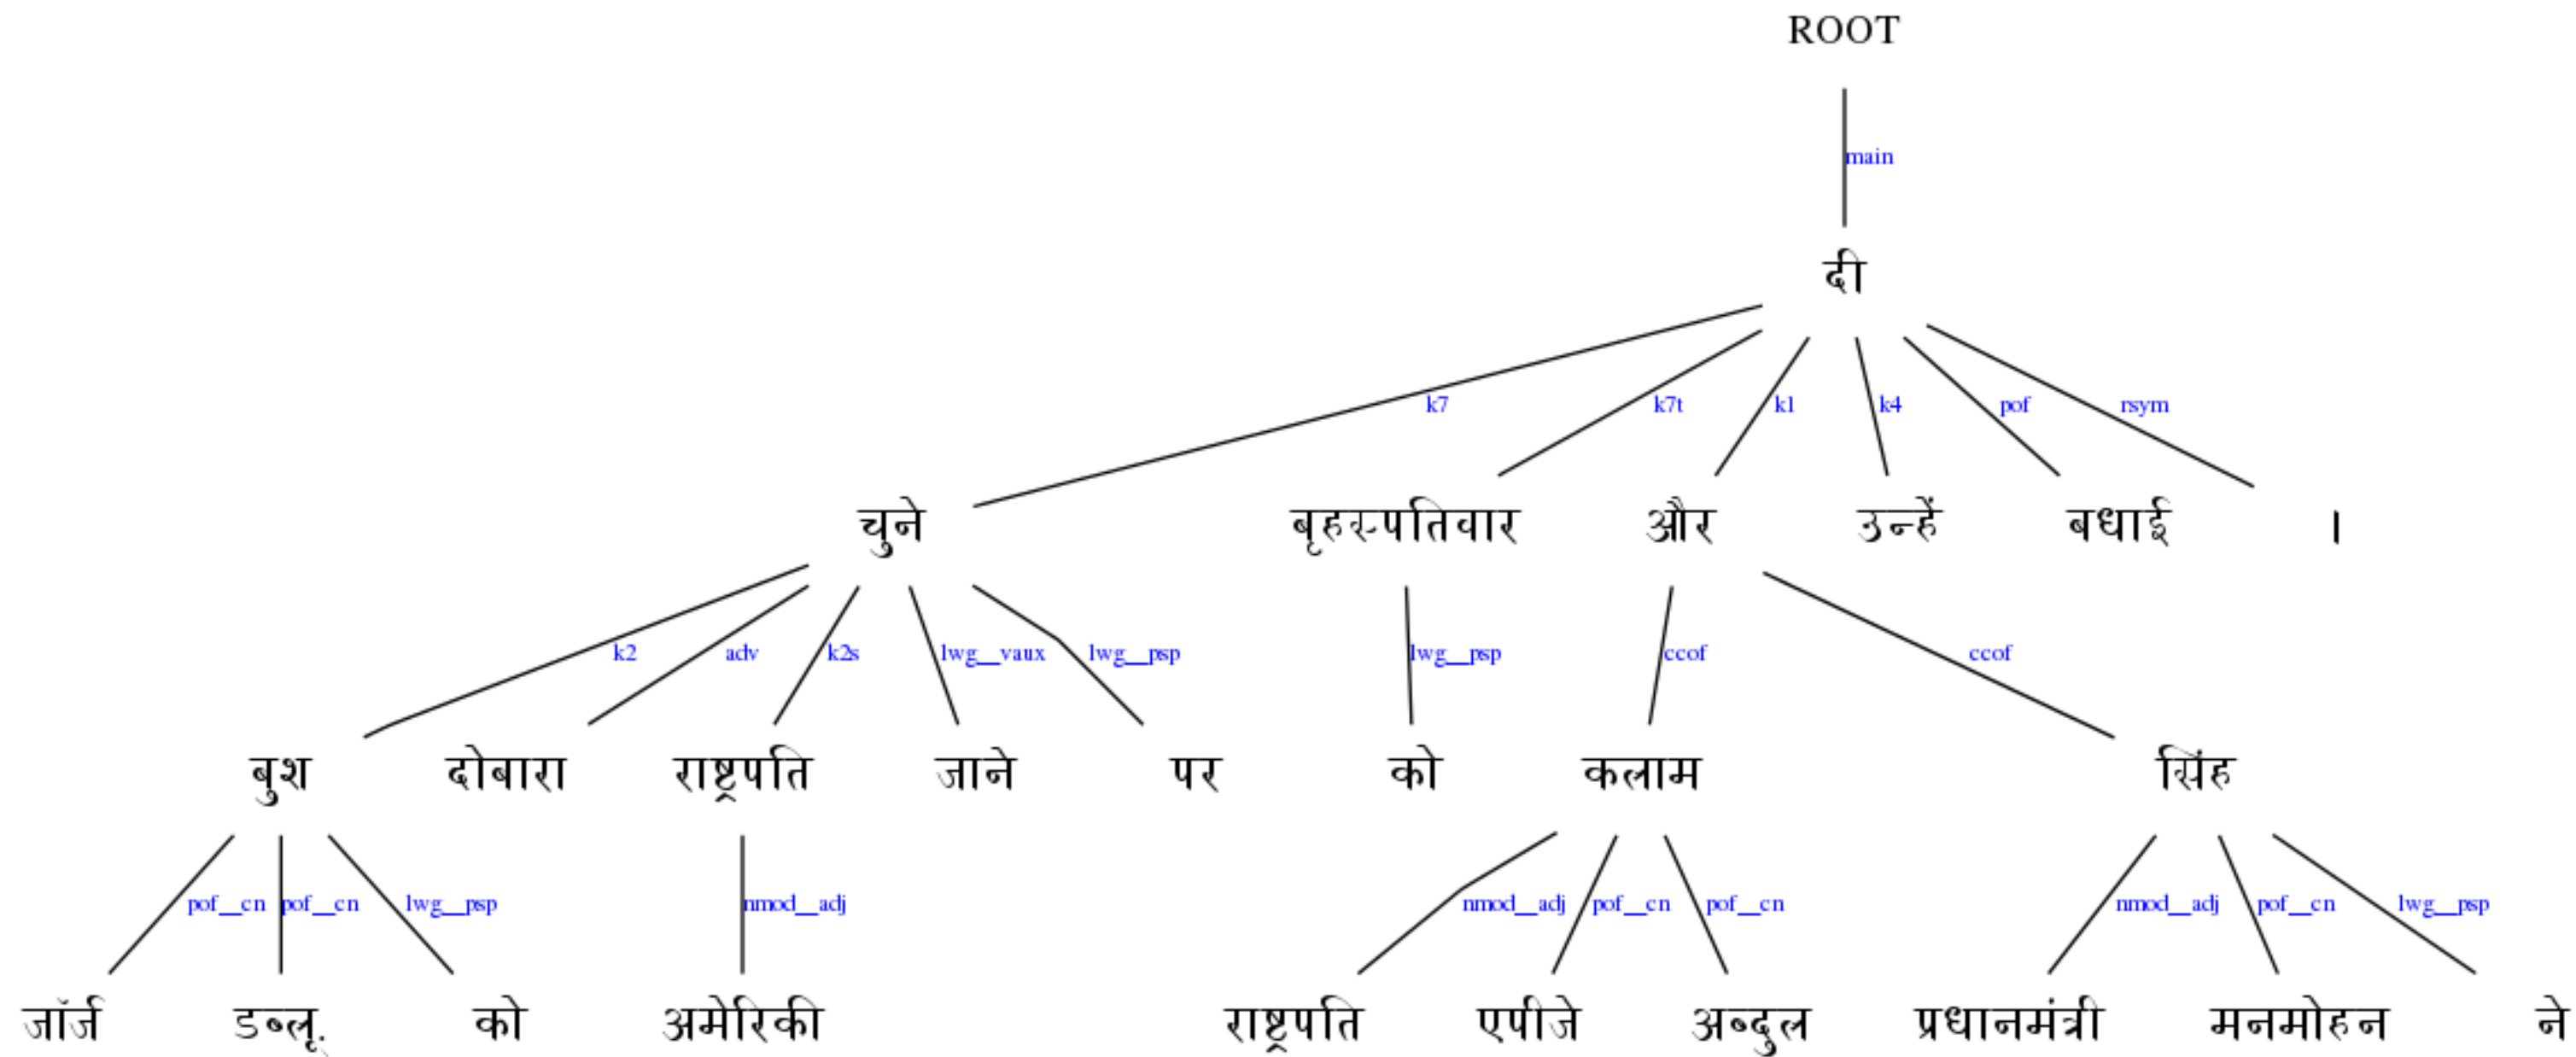 ROOT
main
दी
k7 k7t k1 k4 pof rsym
चुने बृहस्पतिवार और उन्हें बधाई ।
k2 adv k2s lwg__vaux lwg__psp lwg__psp ccof ccof
बुश दोबारा राष्ट्रपति जाने पर को कलाम सिंह
pof__cn pof__cn lwg__psp nmod__adj nmod__adj pof__cn pof__cn nmod__adj pof__cn lwg__psp
जॉर्ज डब्लू. को अमेरिकी राष्ट्रपति एपीजे अब्दुल प्रधानमंत्री मनमोहन ने